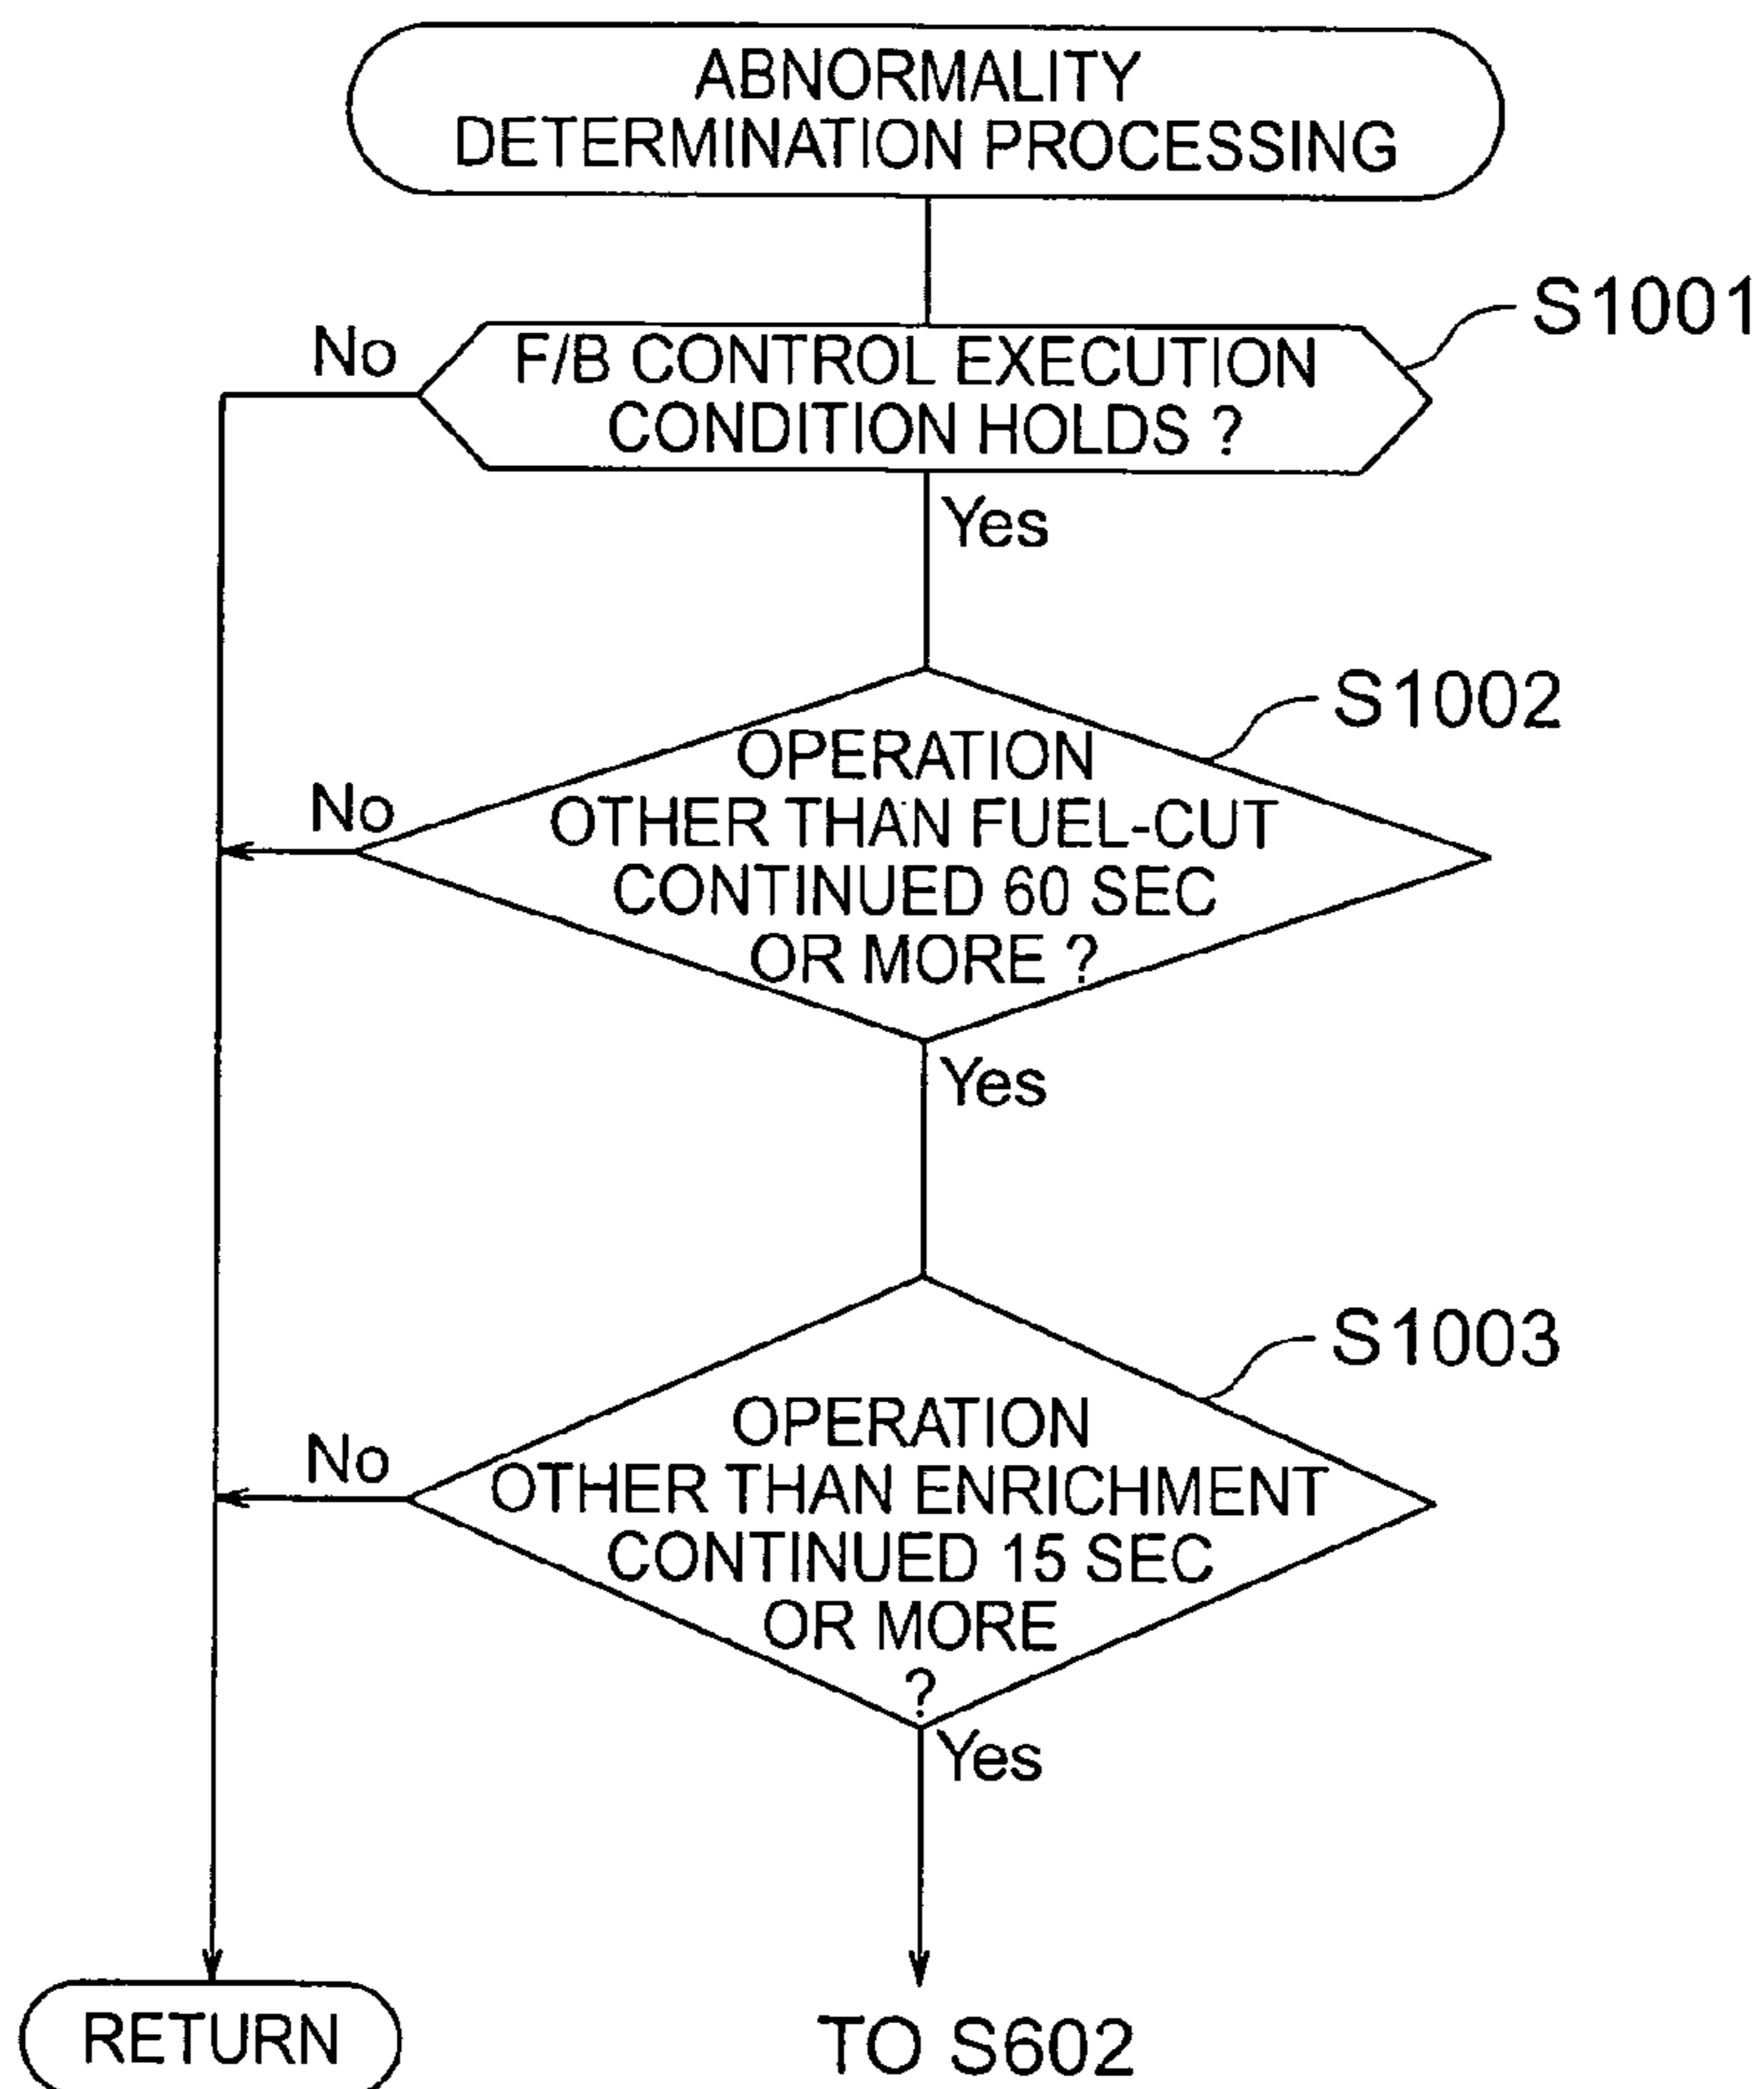 ABNORMALITY
DETERMINATION PROCESSING
S1001
No
F/B CONTROL EXECUTION
CONDITION HOLDS ?
Yes
S1002
No
OPERATION
OTHER THAN FUEL-CUT
CONTINUED 60 SEC
OR MORE ?
Yes
S1003
No
OPERATION
OTHER THAN ENRICHMENT
CONTINUED 15 SEC
OR MORE
?
Yes
RETURN
TO S602